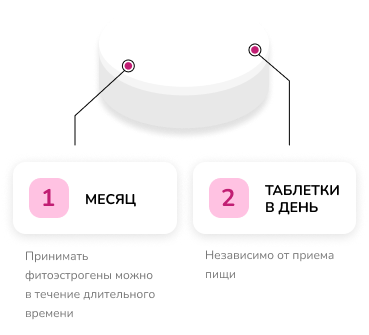 1 МЕСЯЦ
Принимать
фитоэстрогены можно
в течение длительного
времени
2 ТАБЛЕТКИ
В ДЕНЬ
Независимо от приема
пищи